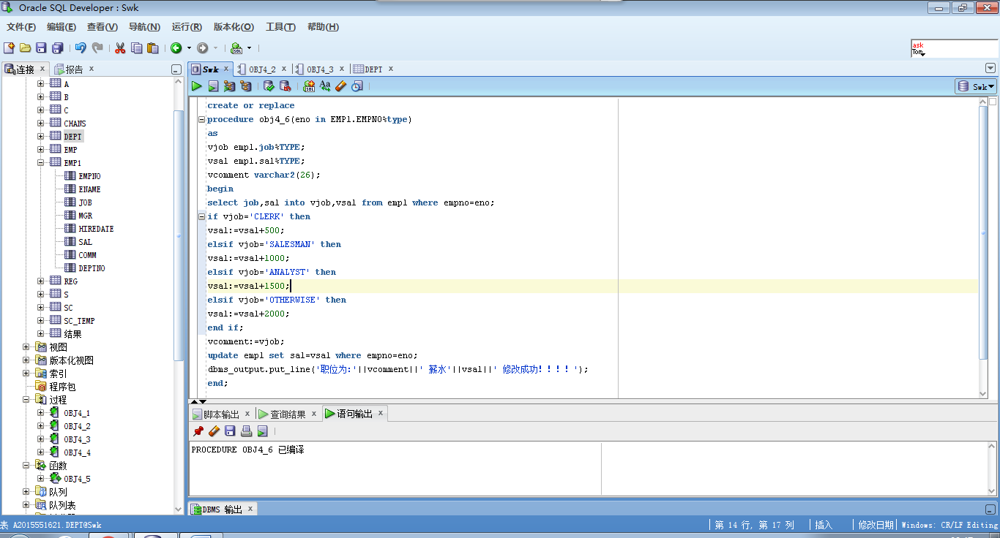 Oracle SQL Developer : Swk
文件(F) 编辑(E) 查看(V) 导航(N) 运行(R) 版本化(O) 工具(T) 帮助(H)
ask
Tom
连接 x 报告 x
A
B
C
CHANS
DEPT
EMP
EMP1
EMPNO
ENAME
JOB
MGR
HIREDATE
SAL
COMM
DEPTNO
REG
S
SC
SC_TEMP
结果
视图
版本化视图
索引
程序包
过程
OBJ4_1
OBJ4_2
OBJ4_3
OBJ4_4
函数
OBJ4_5
队列
队列表
Swk x OBJ4_2 x OBJ4_3 x DEPT x
Swk
create or replace
procedure obj4_6(eno in EMP1.EMPNO%type)
as
vjob emp1.job%TYPE;
vsal emp1.sal%TYPE;
vcomment varchar2(26);
begin
select job,sal into vjob,vsal from emp1 where empno=eno;
if vjob='CLERK' then
vsal:=vsal+500;
elsif vjob='SALESMAN' then
vsal:=vsal+1000;
elsif vjob='ANALYST' then
vsal:=vsal+1500;
elsif vjob='OTHERWISE' then
vsal:=vsal+2000;
end if;
vcomment:=vjob;
update emp1 set sal=vsal where empno=eno;
dbms_output.put_line('职位为:'||vcomment||' 薪水'||vsal||' 修改成功!!!!');
end;
脚本输出 x 查询结果 x 语句输出 x
PROCEDURE OBJ4_6 已编译
DBMS 输出 x
表 A2015551621.DEPT@Swk
第 14 行, 第 17 列 插入 修改日期 Windows: CR/LF Editing